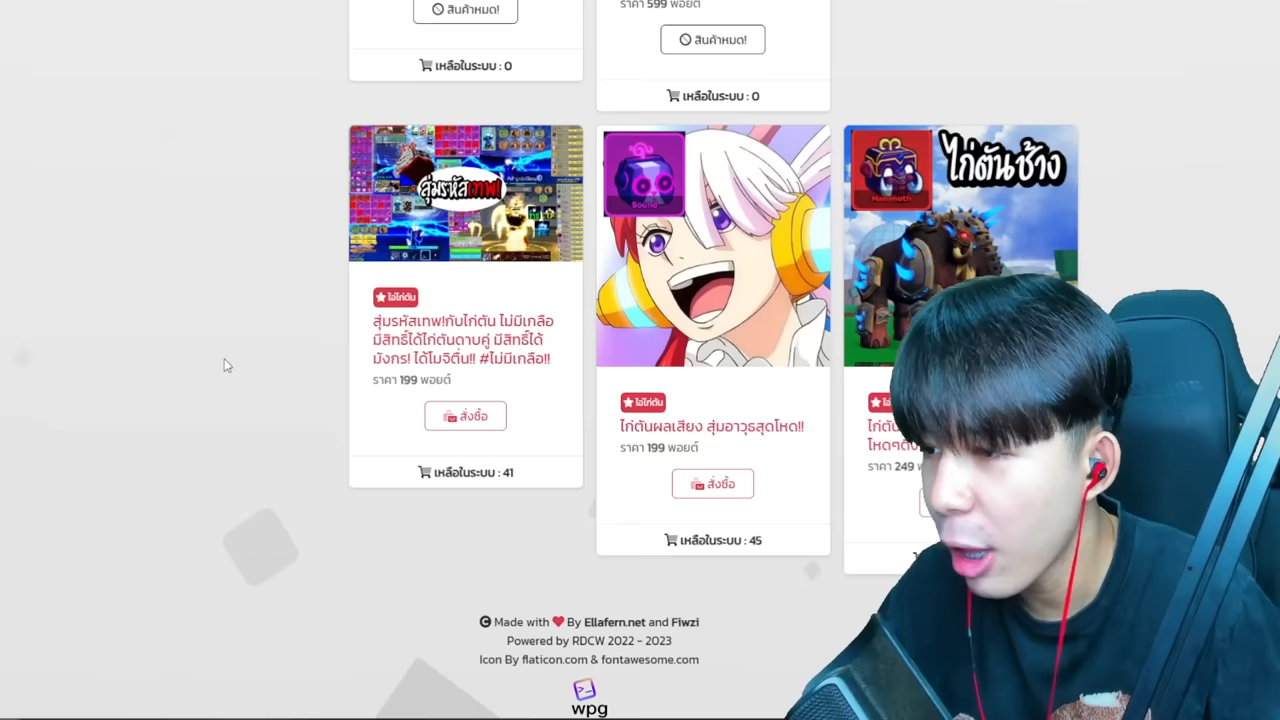 สินค้าหมด!
เหลือในระบบ : 0
ราคา 599 พอยต์
สินค้าหมด!
เหลือในระบบ : 0
สุ่มรหัสเทพ!
ไอ้ไก่ตัน
สุ่มรหัสเทพ!กับไก่ตัน ไม่มีเกลือ
มีสิทธิ์ได้ไก่ตันดาบคู่ มีสิทธิ์ได้
มังกร! ได้โมจิตื่น!! #ไม่มีเกลือ!!
ราคา 199 พอยต์
สั่งซื้อ
เหลือในระบบ : 41
Sound
ไอ้ไก่ตัน
ไก่ตันผลเสียง สุ่มอาวุธสุดโหด!!
ราคา 199 พอยต์
สั่งซื้อ
เหลือในระบบ : 45
Mammoth
ไก่ตันช้าง
ไก่ตัน
ราคา 249
Made with By Ellafern.net and Fiwzi
Powered by RDCW 2022 - 2023
Icon By flaticon.com & fontawesome.com
wpg